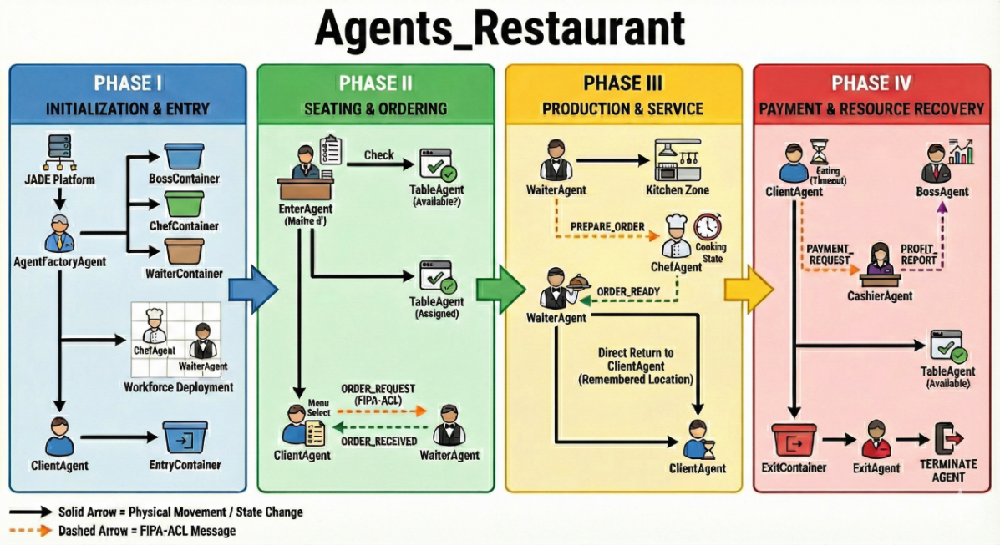 Agents_Restaurant
PHASE I
INITIALIZATION & ENTRY
JADE Platform
AgentFactoryAgent
BossContainer
ChefContainer
WaiterContainer
ChefAgent
WaiterAgent
Workforce Deployment
ClientAgent
EntryContainer
PHASE II
SEATING & ORDERING
EnterAgent
(Maitre d')
Check
TableAgent
(Available?)
TableAgent
(Assigned)
Menu
Select
ClientAgent
ORDER_REQUEST
(FIPA-ACL)
ORDER_RECEIVED
WaiterAgent
PHASE III
PRODUCTION & SERVICE
WaiterAgent
Kitchen Zone
PREPARE_ORDER
ChefAgent
Cooking
State
ORDER_READY
WaiterAgent
Direct Return to
ClientAgent
(Remembered Location)
ClientAgent
PHASE IV
PAYMENT & RESOURCE RECOVERY
Eating
(Timeout)
ClientAgent
BossAgent
PAYMENT_
REQUEST
PROFIT_
REPORT
CashierAgent
TableAgent
(Available)
ExitContainer
ExitAgent
TERMINATE
AGENT
Solid Arrow = Physical Movement / State Change
Dashed Arrow = FIPA-ACL Message